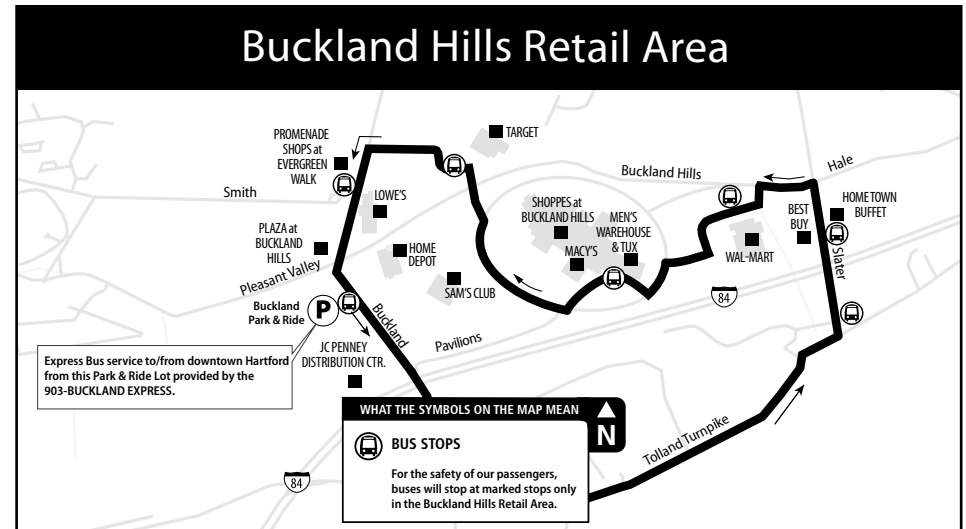 Buckland Hills Retail Area
PROMENADE
SHOPS at
EVERGREEN
WALK
TARGET
Smith
LOWE'S
Buckland Hills
Hale
SHOPPES at
BUCKLAND HILLS
MEN'S
WAREHOUSE
& TUX
MACY'S
BEST
BUY
HOMETOWN
BUFFET
WAL-MART
Slater
PLAZA at
BUCKLAND
HILLS
HOME
DEPOT
Pleasant Valley
SAM'S CLUB
84
Buckland
Park & Ride
P
Buckland
Pavilions
JC PENNEY
DISTRIBUTION CTR.
Express Bus service to/from downtown Hartford
from this Park & Ride Lot provided by the
903-BUCKLAND EXPRESS.
WHAT THE SYMBOLS ON THE MAP MEAN
N
BUS STOPS
For the safety of our passengers,
buses will stop at marked stops only
in the Buckland Hills Retail Area.
Tolland Turnpike
84